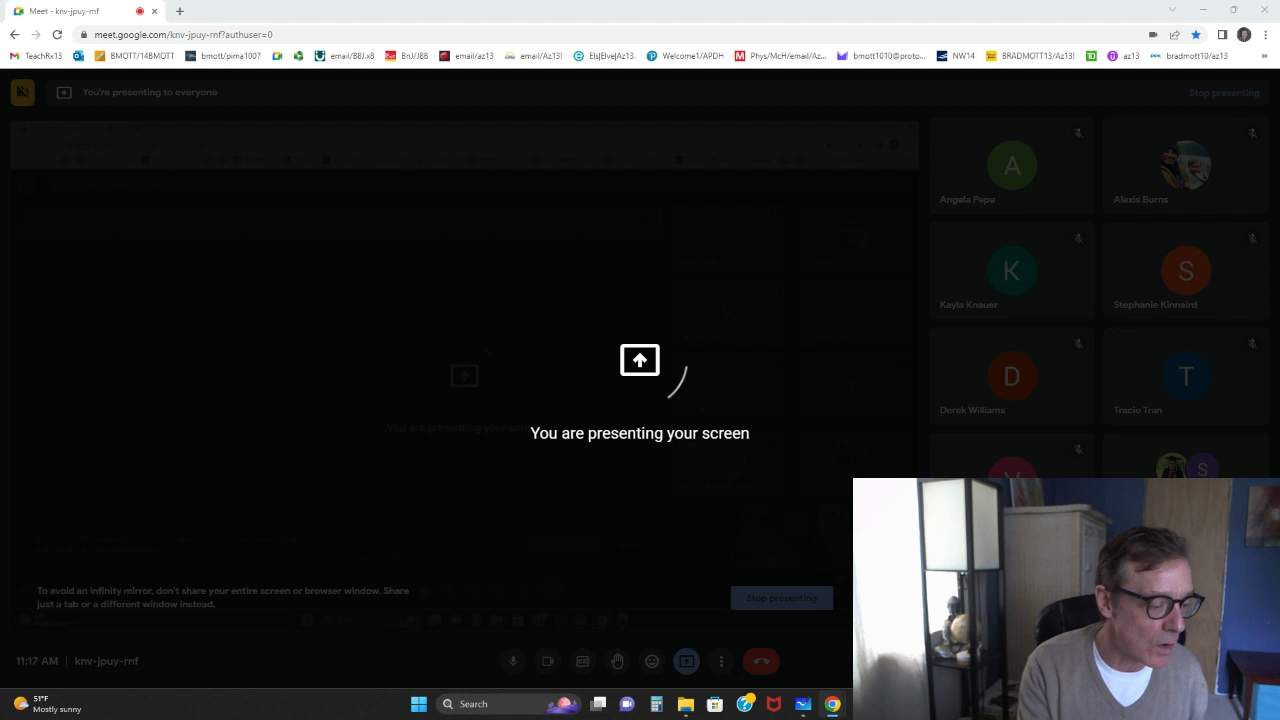 Meet - knv-jpuy-rnf
meet.google.com/knv-jpuy-rnf?authuser=0
TeachRx13
BMOTT/14BMOTT
bmott/pima1007
email/B8Jx8
BnJ/J88
email/az13
email/Az13!
Els|Elve|Az13.
Welcome1/APDH
Phys/McH/email/Az...
bmott1010@proto...
NW14
BRADMOTT13/Az13!
az13
bradmott10/az13
You're presenting to everyone
Stop presenting
Angela Pepe
Alexis Burns
Kayla Knauer
Stephanie Kinnaird
Derek Williams
Tracie Tran
A
K
S
D
T
S
You are presenting your screen
To avoid an infinity mirror, don't share your entire screen or browser window. Share
just a tab or a different window instead.
Stop presenting
11:17 AM | knv-jpuy-rnf
51°F
Mostly sunny
Search